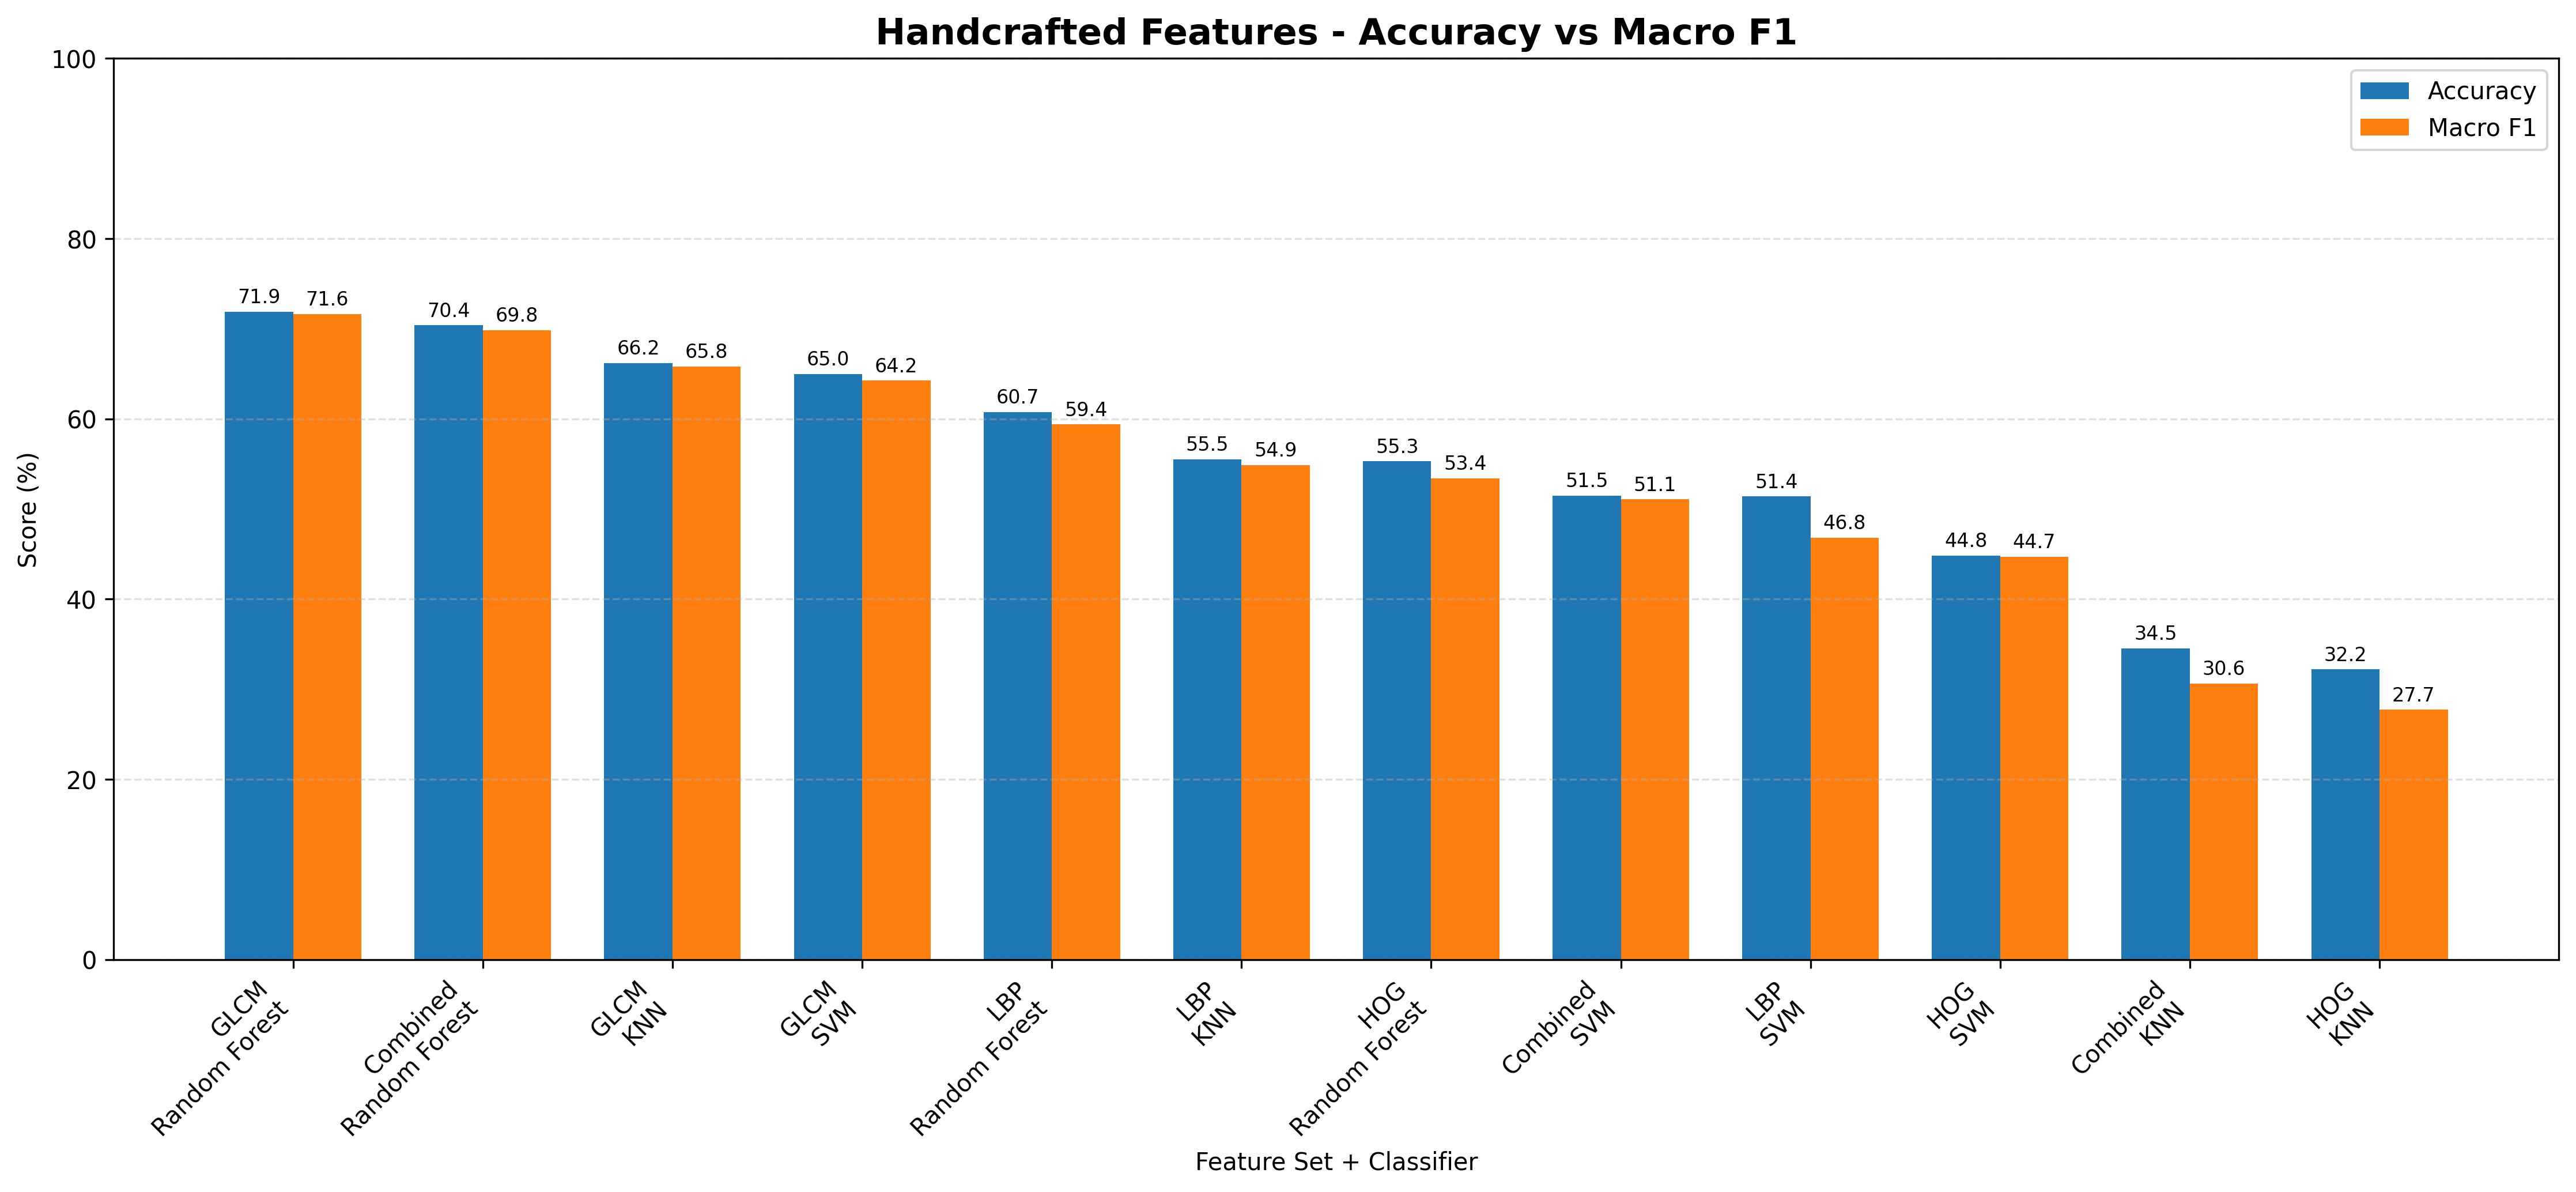 Handcrafted Features - Accuracy vs Macro F1
Accuracy
Macro F1
Score (%)
100
80
60
40
20
0
71.9 71.6
70.4 69.8
66.2 65.8
65.0 64.2
60.7 59.4
55.5 54.9
55.3 53.4
51.5 51.1
51.4 46.8
44.8 44.7
34.5 30.6
32.2 27.7
GLCM
Random Forest
Combined
Random Forest
GLCM
KNN
GLCM
SVM
LBP
Random Forest
LBP
KNN
HOG
Random Forest
Combined
SVM
LBP
SVM
HOG
SVM
Combined
KNN
HOG
KNN
Feature Set + Classifier